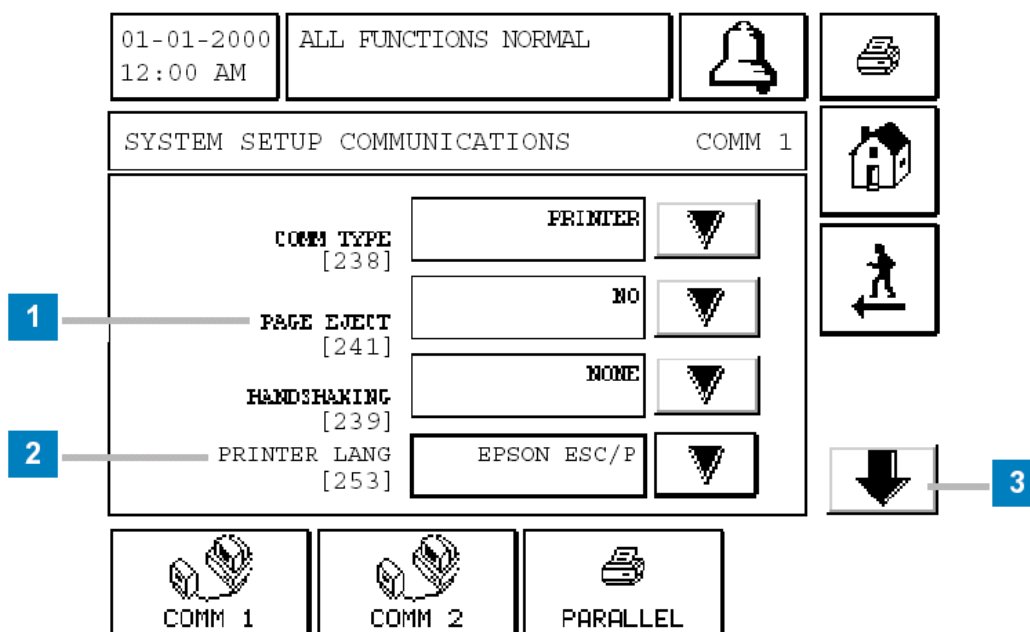 01-01-2000
12:00 AM
ALL FUNCTIONS NORMAL
SYSTEM SETUP COMMUNICATIONS COMM 1
COMM TYPE
[238]
PRINTER
1
PAGE EJECT
[241]
NO
HANDSHAKING
[239]
NONE
2
PRINTER LANG
[253]
EPSON ESC/P
3
COMM 1
COMM 2
PARALLEL